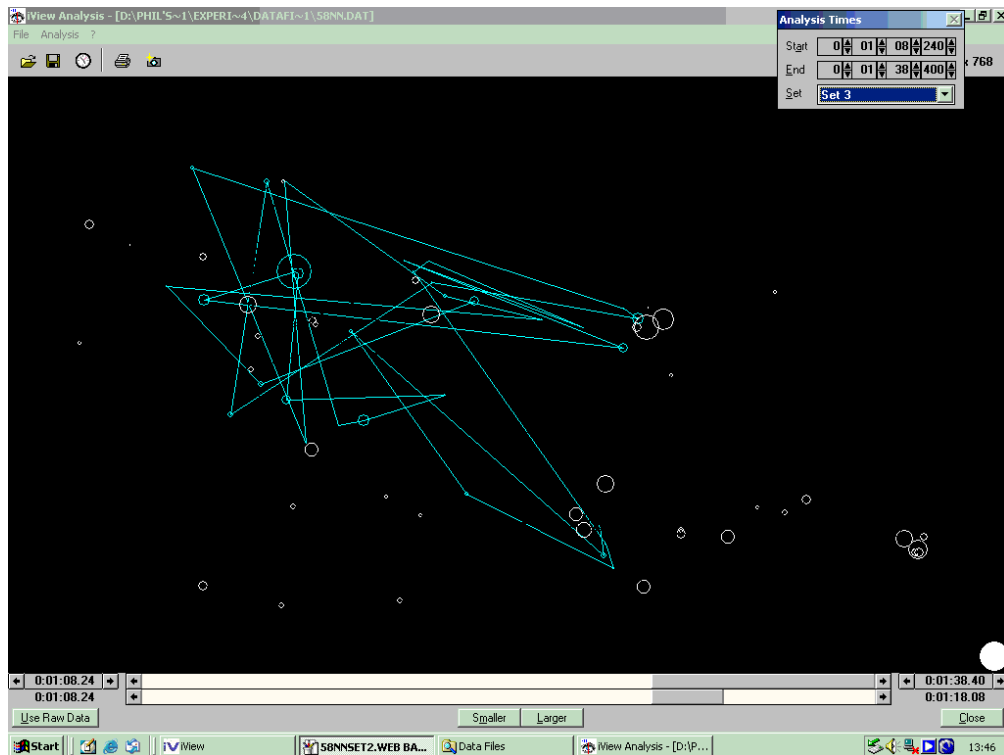 iView Analysis - [D:\PHIL'S~1\EXPERI~4\DATAFI~1\58NN.DAT]
File Analysis ?
Analysis Times
Start 0 01 08 240
End 0 01 38 400
Set Set 3
x 768
0:01:08.24 0:01:38.40
0:01:08.24 0:01:18.08
Use Raw Data Smaller Larger Close
Start iView 58NNSET2.WEB BA... Data Files iView Analysis - [D:\P... 13:46